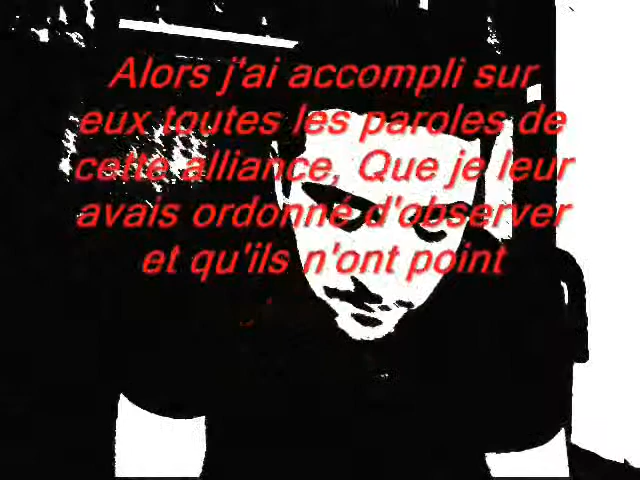 Alors j'ai accompli sur
eux toutes les paroles de
cette alliance, Que je leur
avais ordonné d'observer
et qu'ils n'ont point